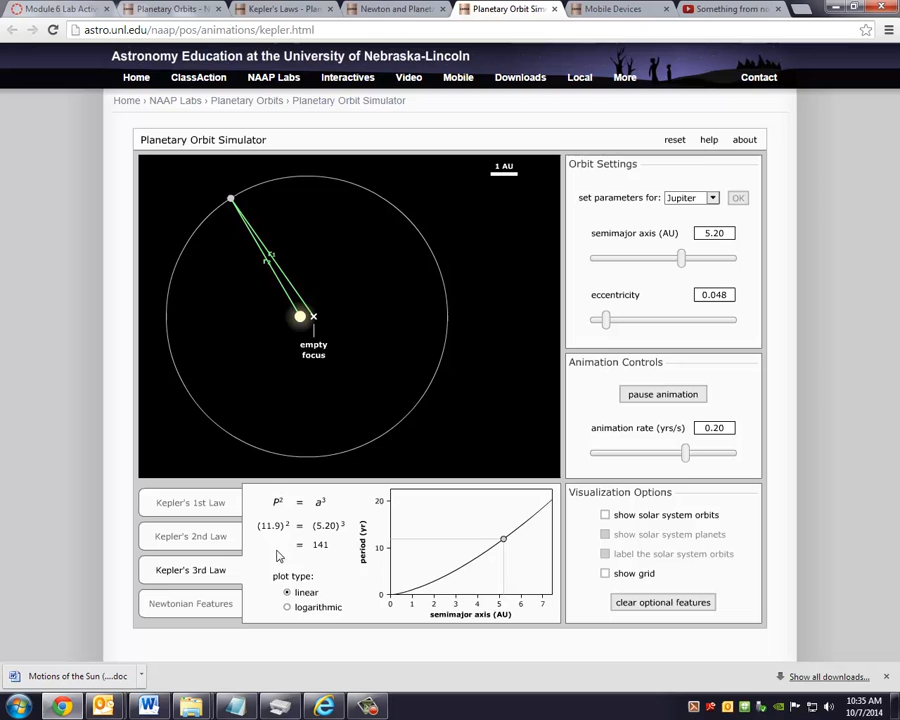 Module 6 Lab Activ
Planetary Orbits - N
Kepler's Laws - Plan
Newton and Planeta
Planetary Orbit Sim
Mobile Devices
Something from no
astro.unl.edu/naap/pos/animations/kepler.html
Astronomy Education at the University of Nebraska-Lincoln
Home ClassAction NAAP Labs Interactives Video Mobile Downloads Local More Contact
Home › NAAP Labs › Planetary Orbits › Planetary Orbit Simulator
Planetary Orbit Simulator
reset help about
1 AU
r₁
r₂
empty
focus
Orbit Settings
set parameters for: Jupiter OK
semimajor axis (AU) 5.20
eccentricity 0.048
Animation Controls
pause animation
animation rate (yrs/s) 0.20
Kepler's 1st Law
Kepler's 2nd Law
Kepler's 3rd Law
Newtonian Features
P² = a³
(11.9)² = (5.20)³
= 141
plot type:
linear
logarithmic
period (yr)
20
10
0
0 1 2 3 4 5 6 7
semimajor axis (AU)
Visualization Options
show solar system orbits
show solar system planets
label the solar system orbits
show grid
clear optional features
Motions of the Sun (....doc
Show all downloads...
10:35 AM
10/7/2014